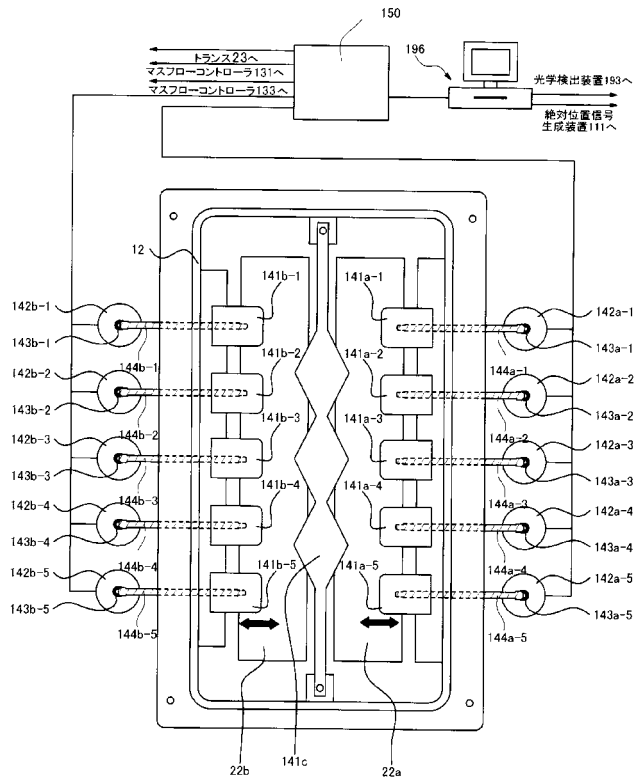 150
196
トランス23へ
マスフローコントローラ131へ
マスフローコントローラ133へ
光学検出装置193へ
絶対位置信号
生成装置111へ
12
141b-1
141a-1
142b-1
142a-1
143b-1
143a-1
144b-1
144a-1
141b-2
141a-2
142b-2
142a-2
143b-2
143a-2
144b-2
144a-2
141b-3
141a-3
142b-3
142a-3
143b-3
143a-3
144b-3
144a-3
141b-4
141a-4
142b-4
142a-4
143b-4
143a-4
144b-4
144a-4
141b-5
141a-5
142b-5
142a-5
143b-5
143a-5
144b-5
144a-5
141c
22b
22a